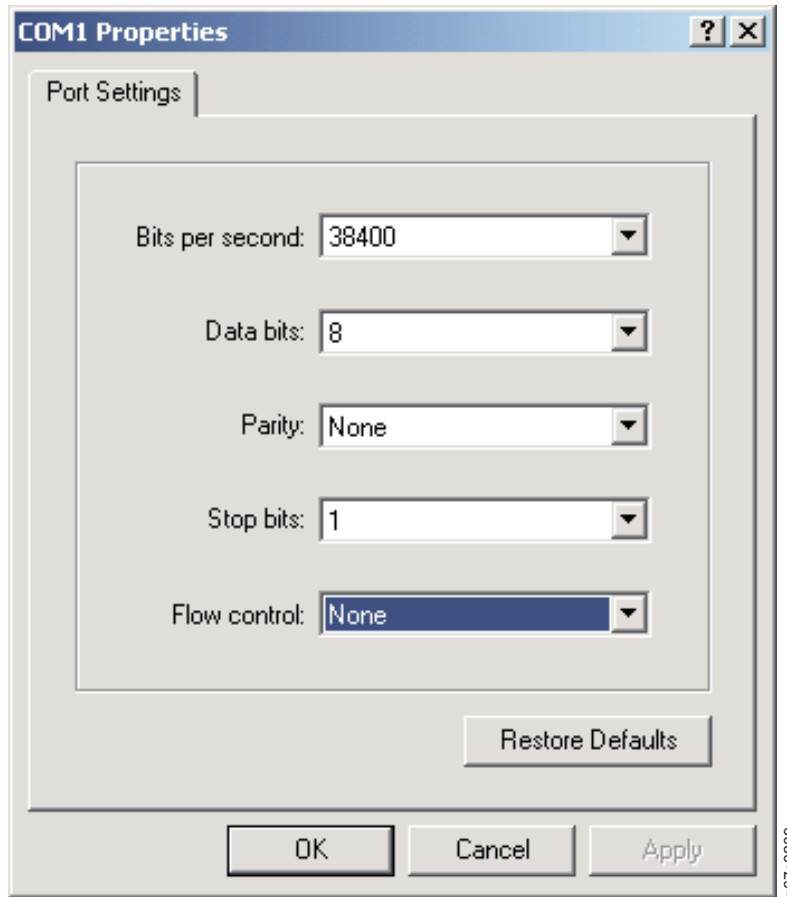 COM1 Properties
Port Settings
Bits per second: 38400
Data bits: 8
Parity: None
Stop bits: 1
Flow control: None
Restore Defaults
OK Cancel Apply